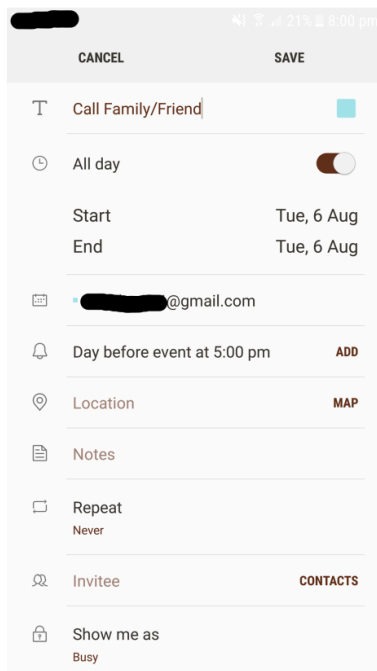 21% 8:00 pm
CANCEL SAVE
Call Family/Friend
All day
Start Tue, 6 Aug
End Tue, 6 Aug
@gmail.com
Day before event at 5:00 pm ADD
Location MAP
Notes
Repeat
Never
Invitee CONTACTS
Show me as
Busy